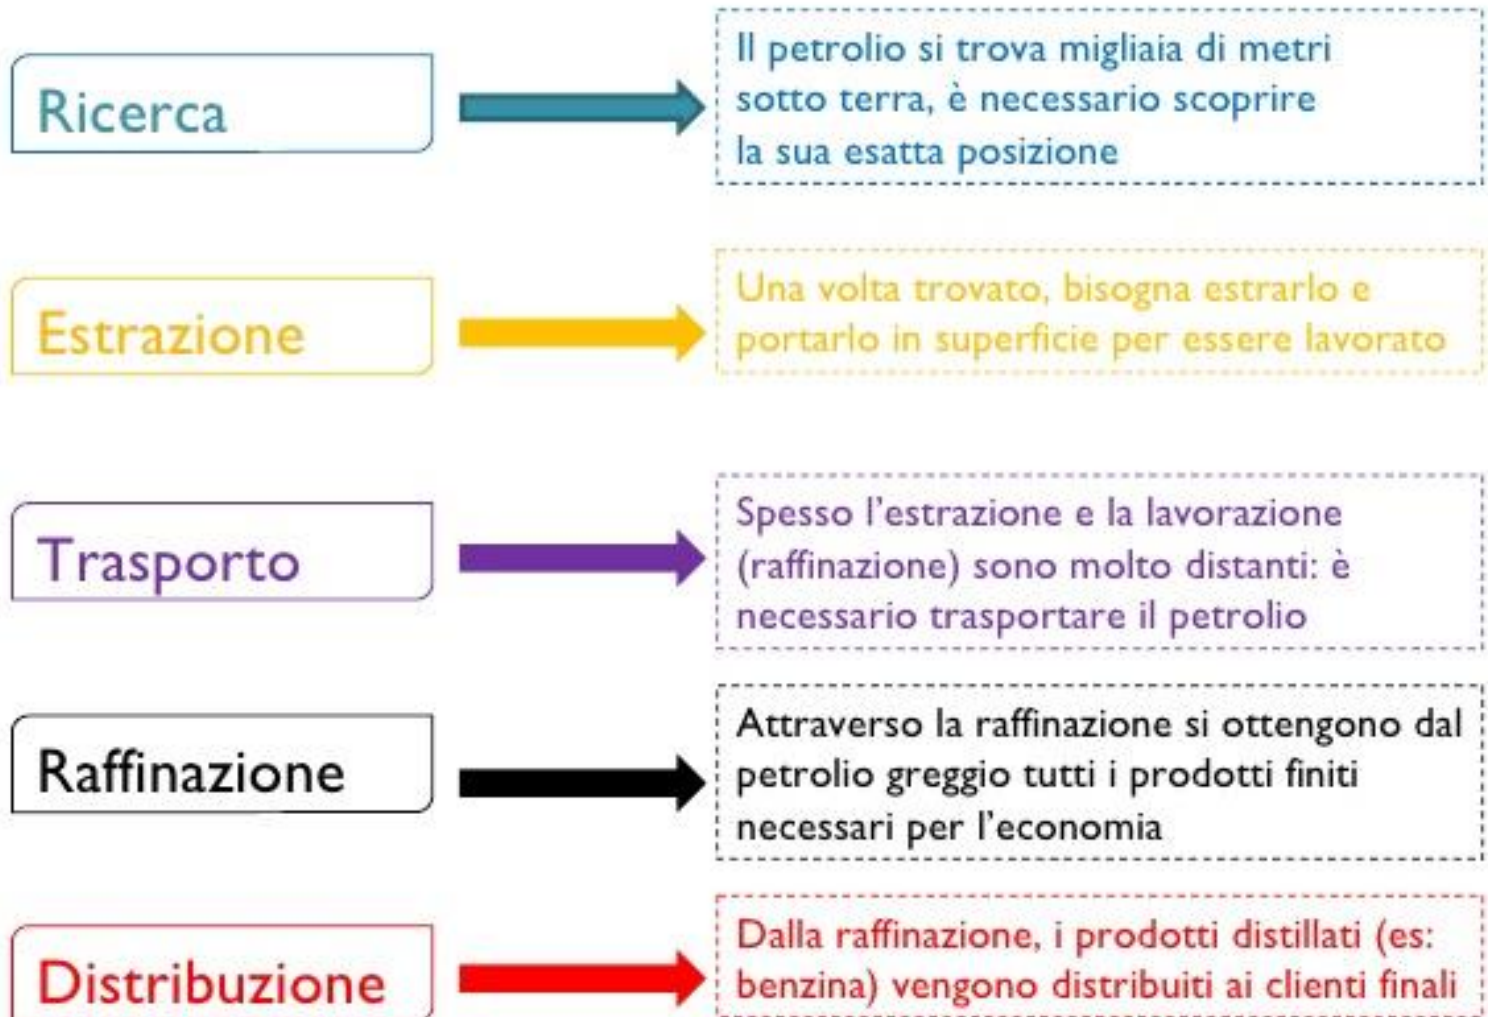 Ricerca
Il petrolio si trova migliaia di metri
sotto terra, è necessario scoprire
la sua esatta posizione
Estrazione
Una volta trovato, bisogna estrarlo e
portarlo in superficie per essere lavorato
Trasporto
Spesso l'estrazione e la lavorazione
(raffinazione) sono molto distanti: è
necessario trasportare il petrolio
Raffinazione
Attraverso la raffinazione si ottengono dal
petrolio greggio tutti i prodotti finiti
necessari per l'economia
Distribuzione
Dalla raffinazione, i prodotti distillati (es:
benzina) vengono distribuiti ai clienti finali